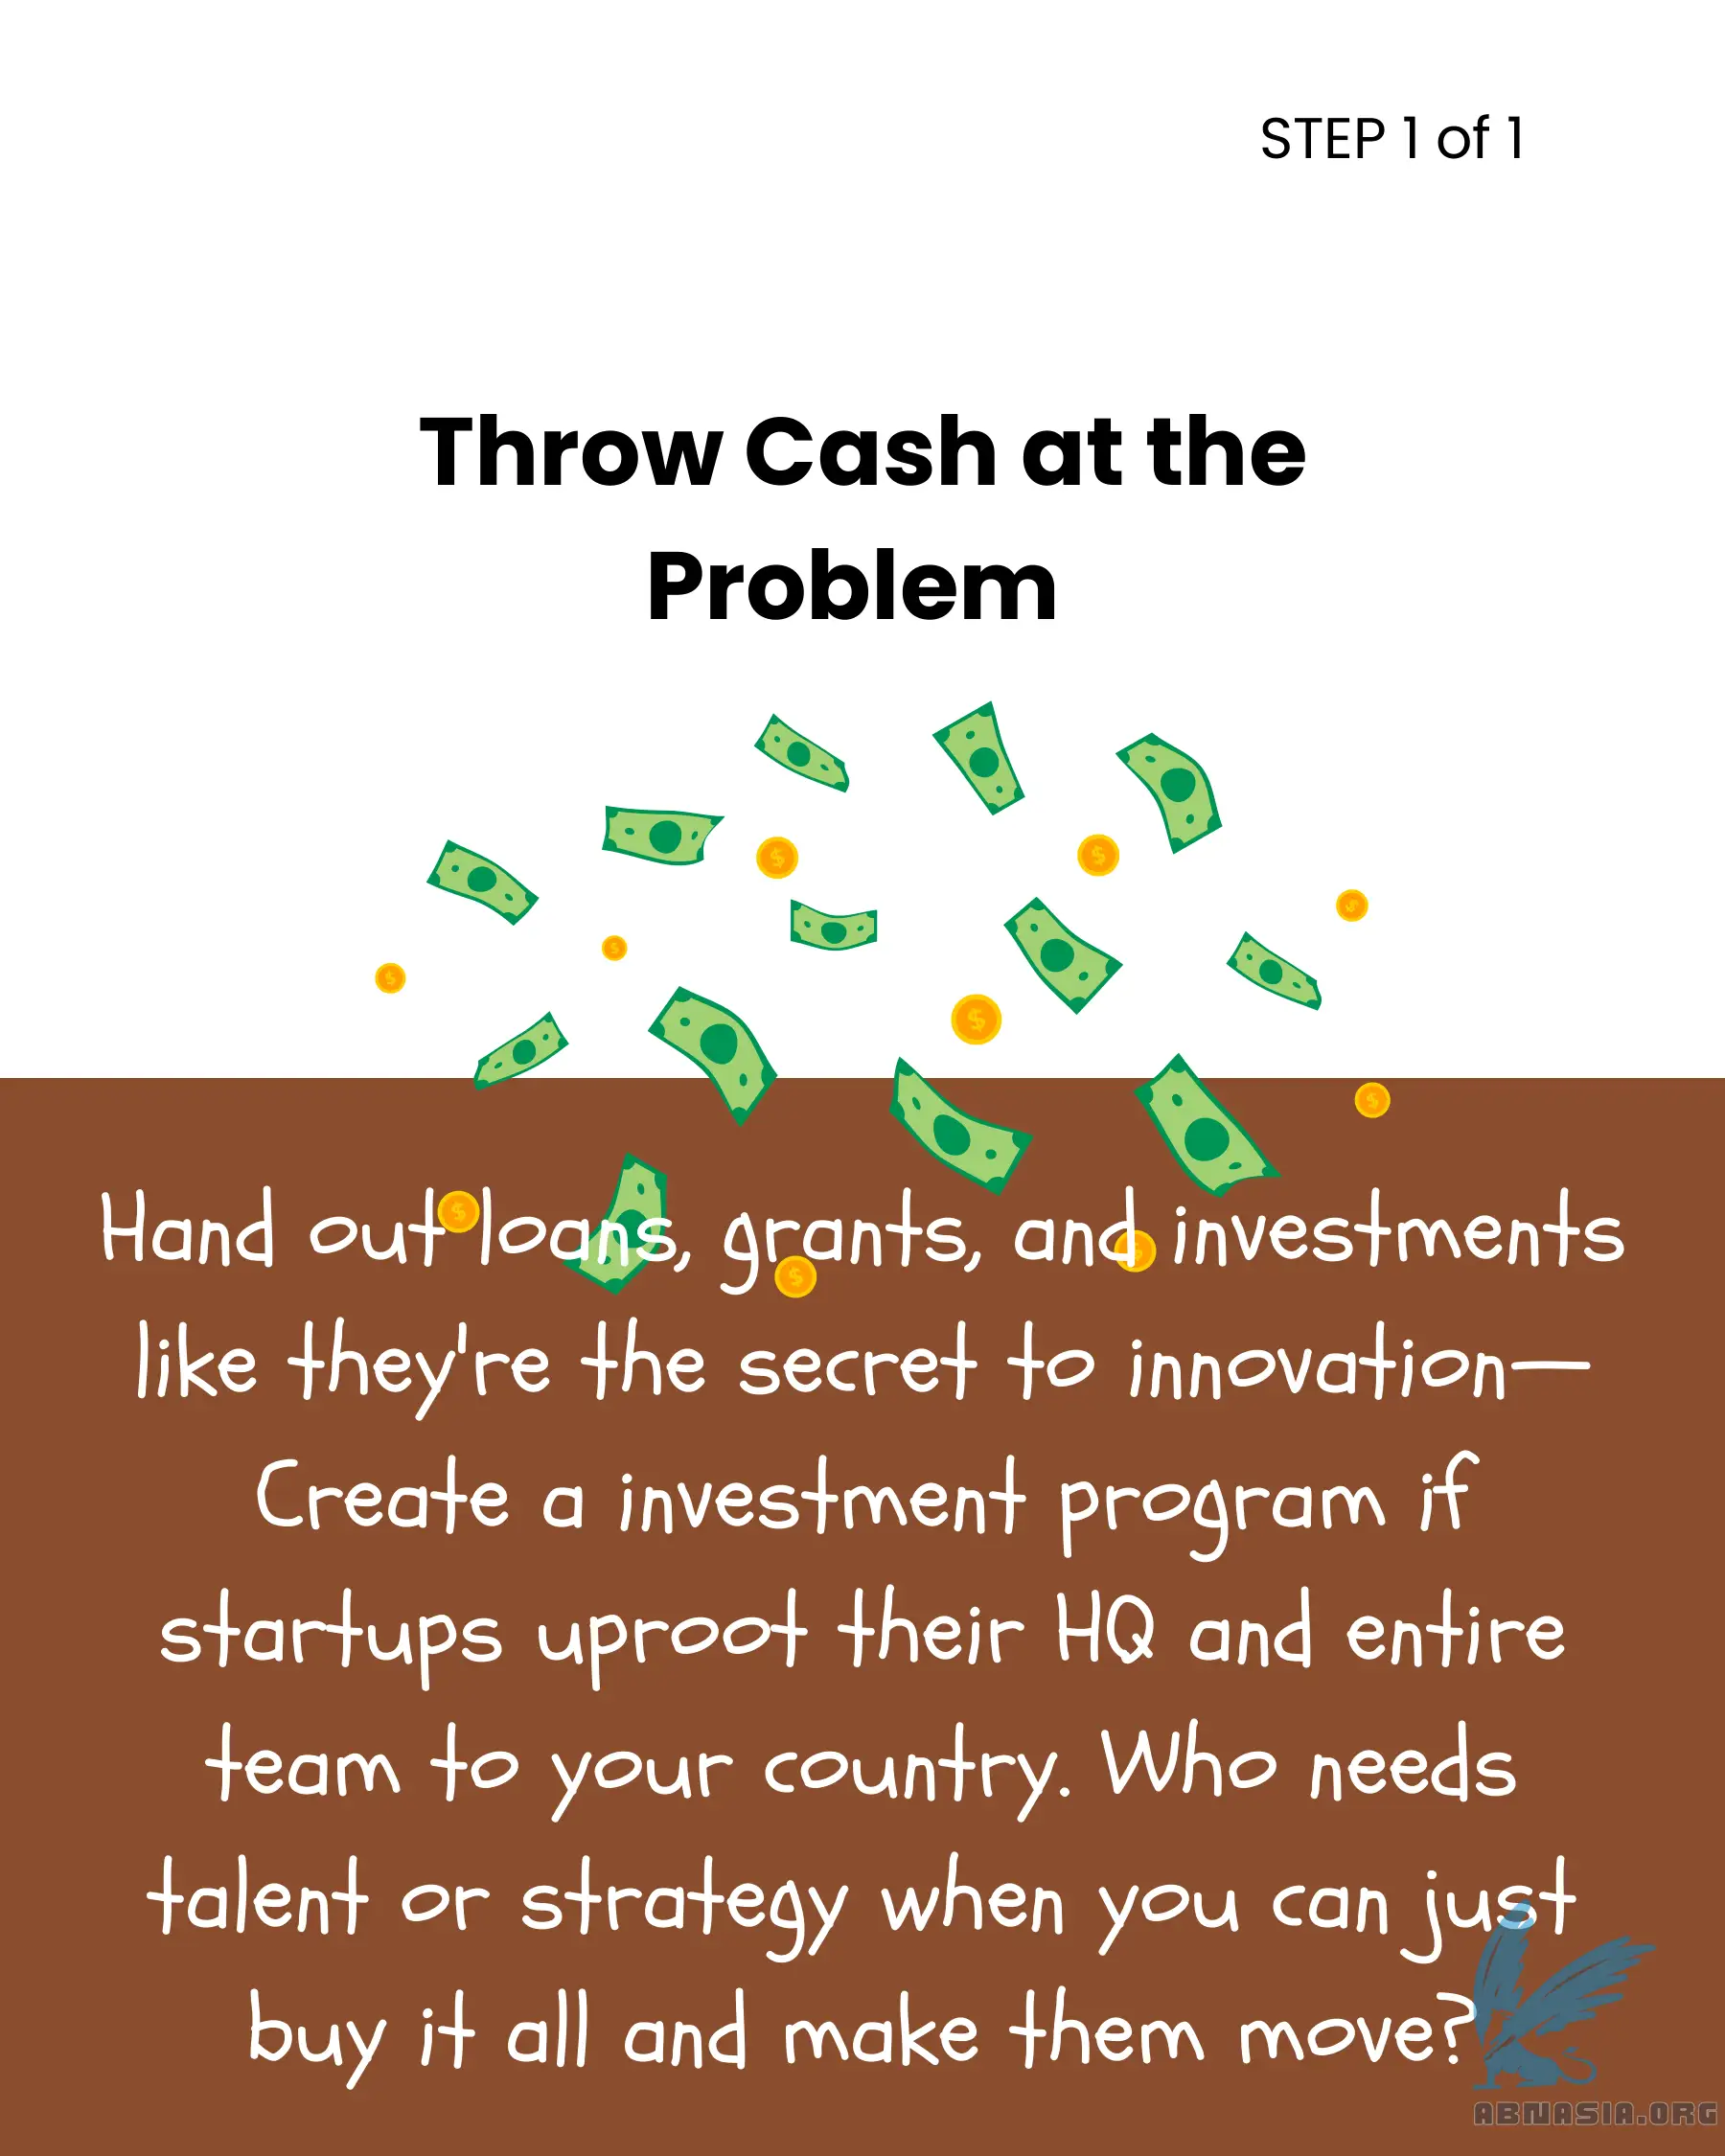 STEP 1 of 1
Throw Cash at the
Problem
Hand out loans, grants, and investments
like they're the secret to innovation—
Create a investment program if
startups uproot their HQ and entire
team to your country. Who needs
talent or strategy when you can just
buy it all and make them move?
ABNASIA.ORG